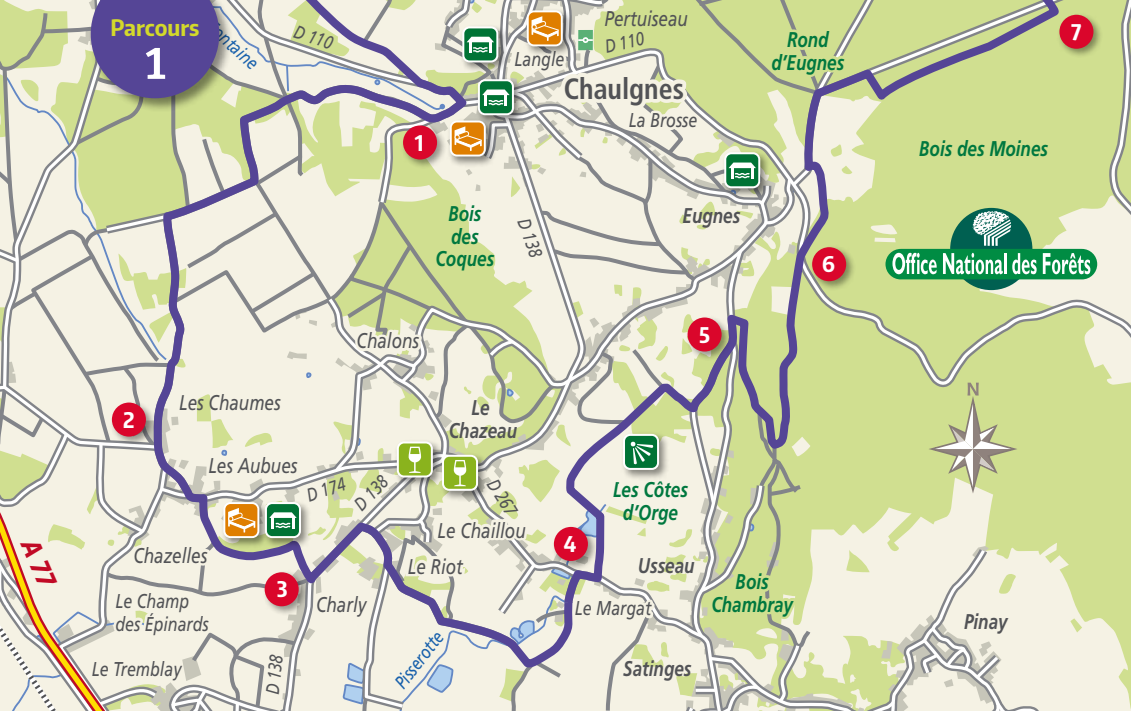 Parcours
1
D 110
Pertuiseau
D 110
Langle
Rond
d'Eugnes
7
Chaulgnes
La Brosse
1
Bois des Moines
Eugnes
Bois
des
Coques
D 138
Office National des Forêts
6
5
Chalons
N
Les Chaumes
2
Le
Chazeau
Les Aubues
D 174
D 138
D 267
Les Côtes
d'Orge
Le Chaillou
4
A 77
Chazelles
Le Riot
Usseau
3
Charly
Bois
Chambray
Le Champ
des Épinards
Le Margat
Pinay
Pisserotte
Le Tremblay
D 138
Satinges